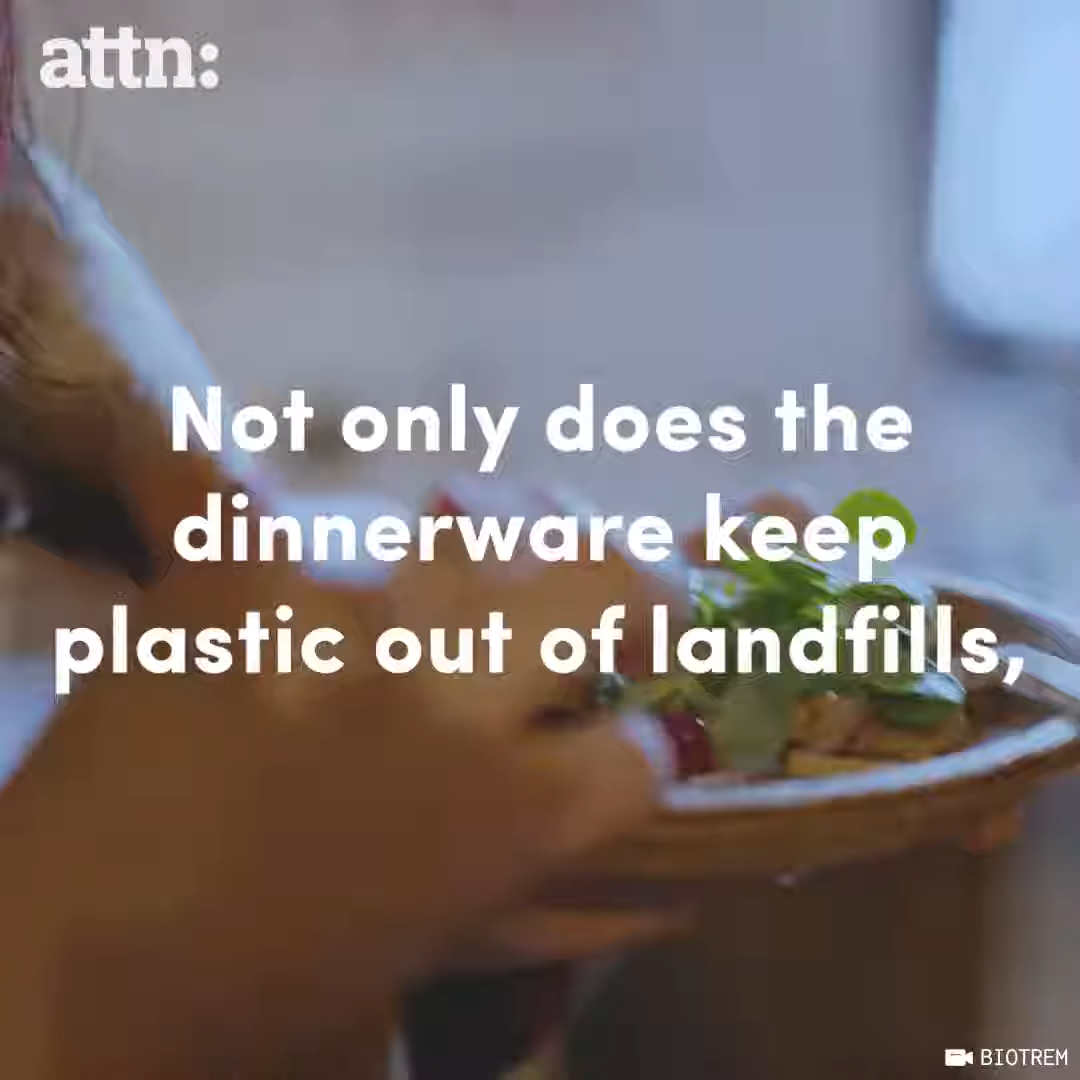 attn:
Not only does the
dinnerware keep
plastic out of landfills,
BIOTREM